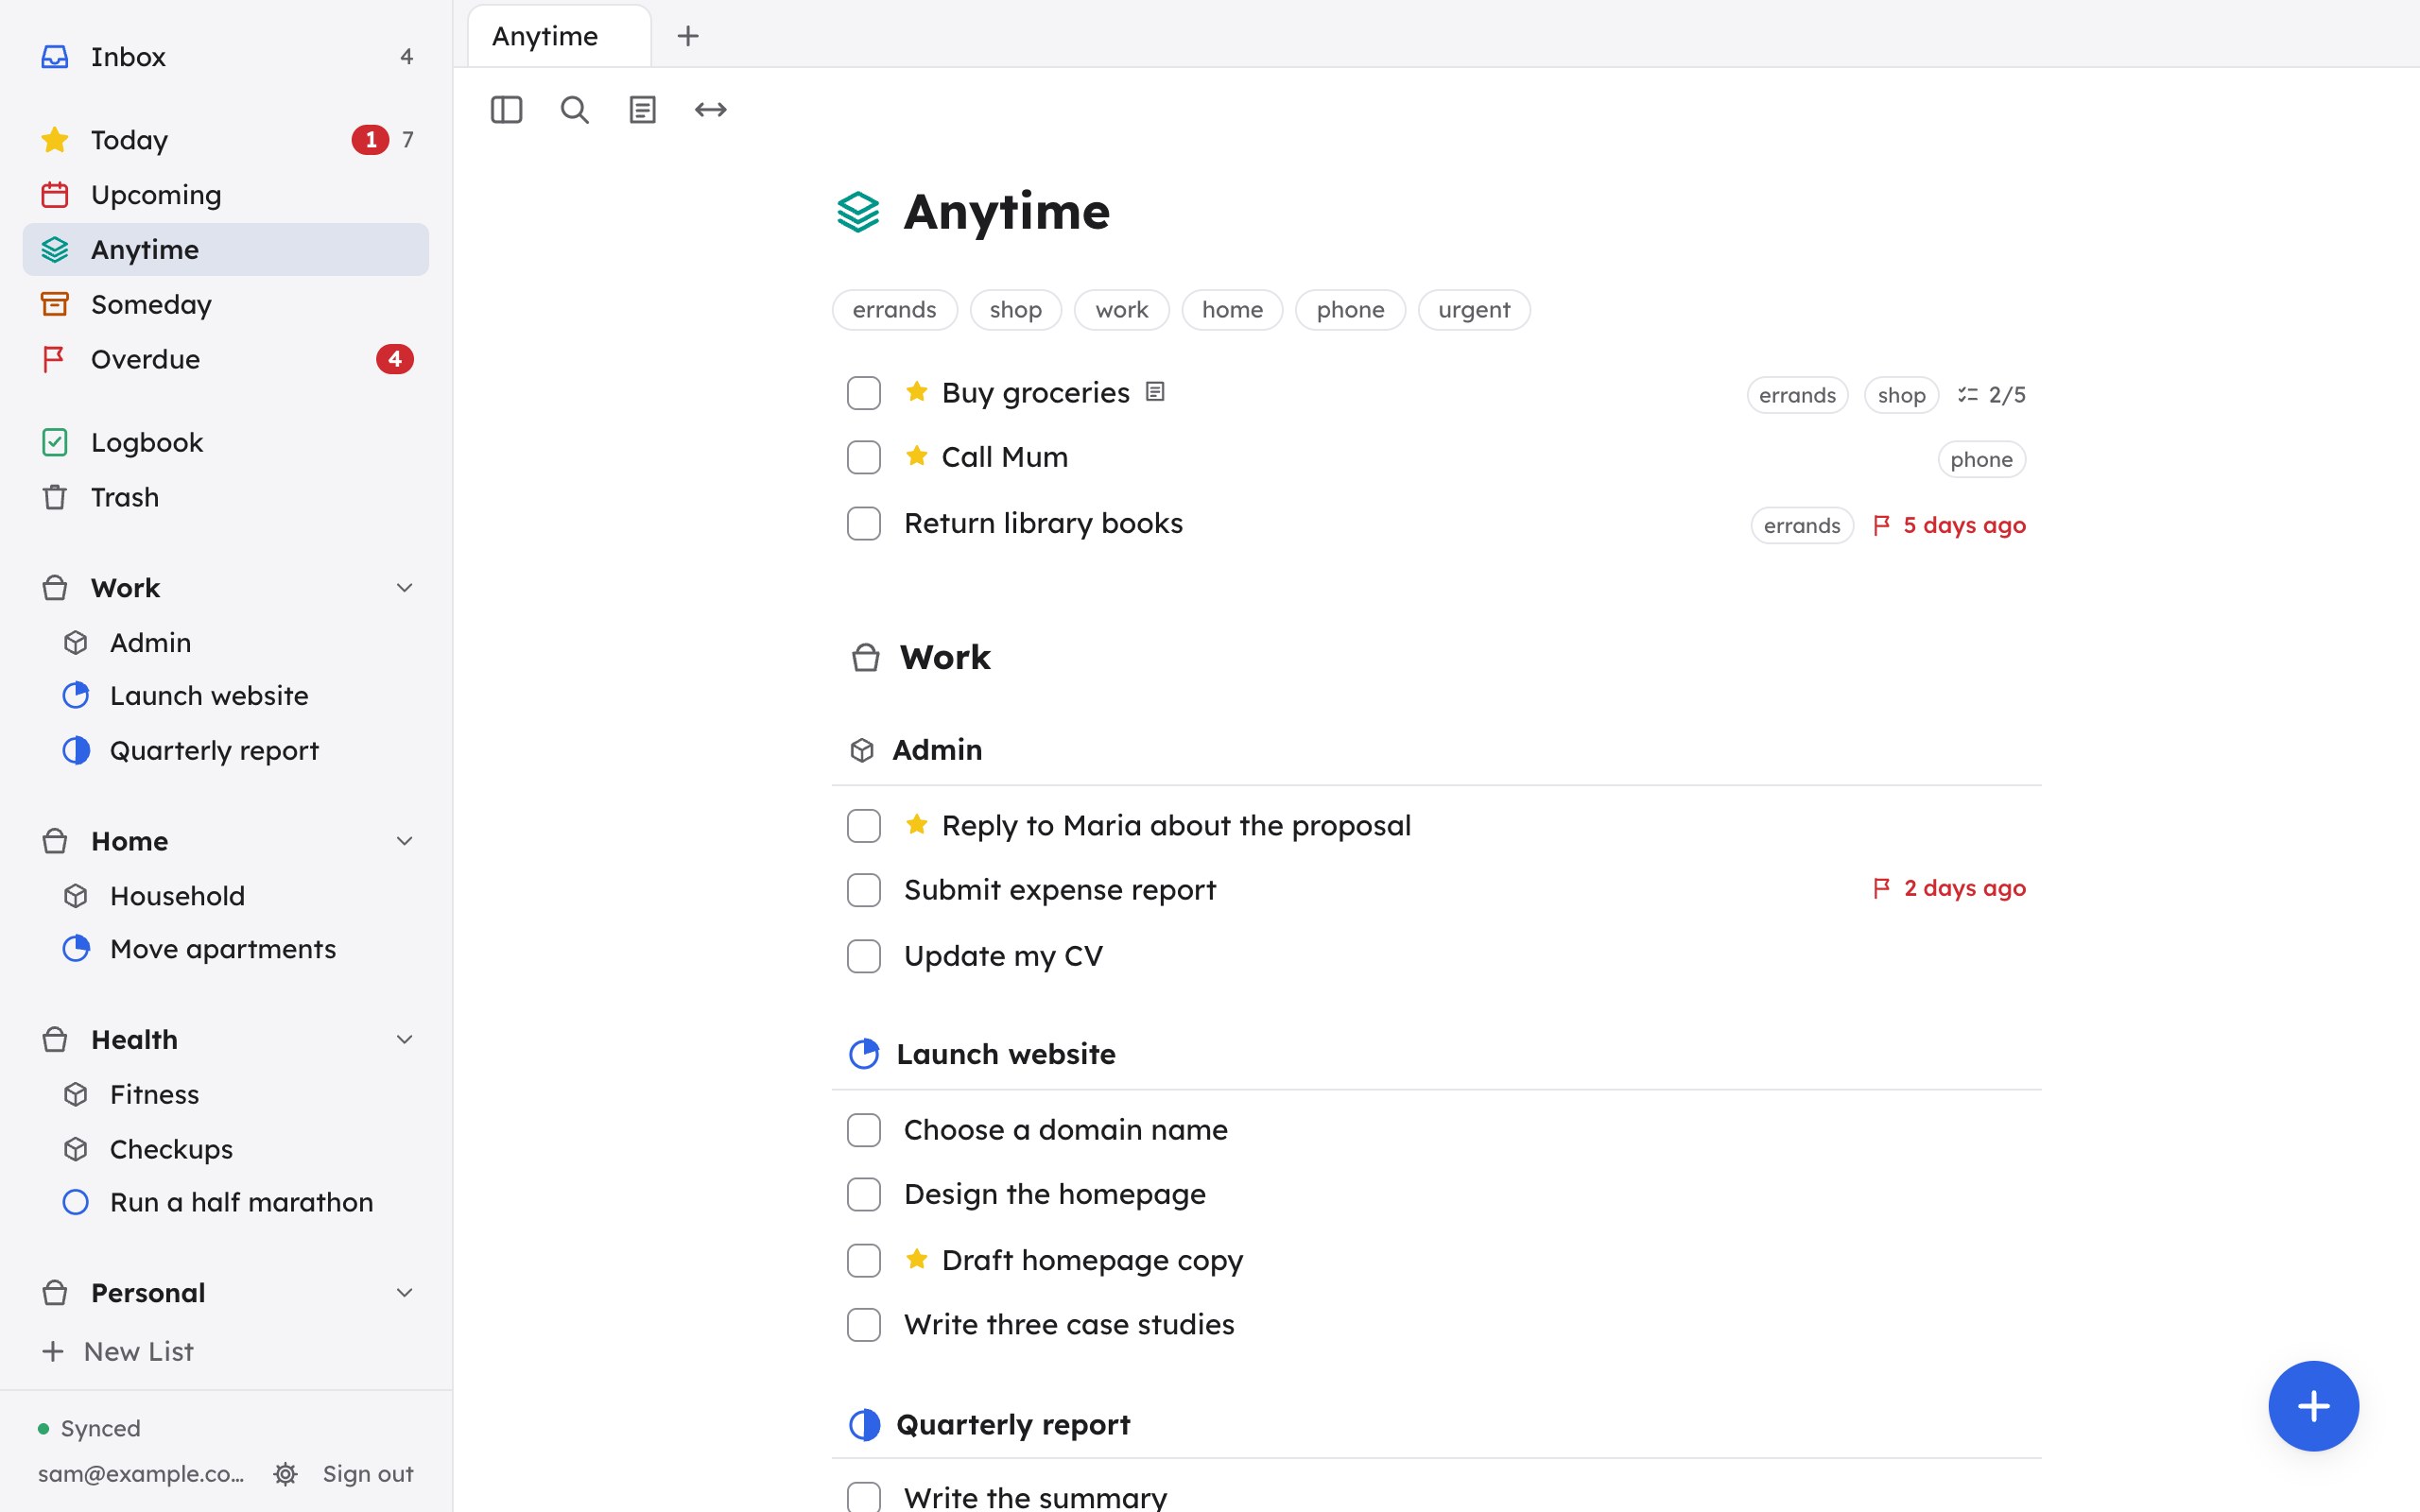 Inbox 4
Today 1 7
Upcoming
Anytime
Someday
Overdue 4
Logbook
Trash
Work
Admin
Launch website
Quarterly report
Home
Household
Move apartments
Health
Fitness
Checkups
Run a half marathon
Personal
New List
Synced
sam@example.co... Sign out
Anytime
Anytime
errands shop work home phone urgent
Buy groceries errands shop 2/5
Call Mum phone
Return library books errands 5 days ago
Work
Admin
Reply to Maria about the proposal
Submit expense report 2 days ago
Update my CV
Launch website
Choose a domain name
Design the homepage
Draft homepage copy
Write three case studies
Quarterly report
Write the summary